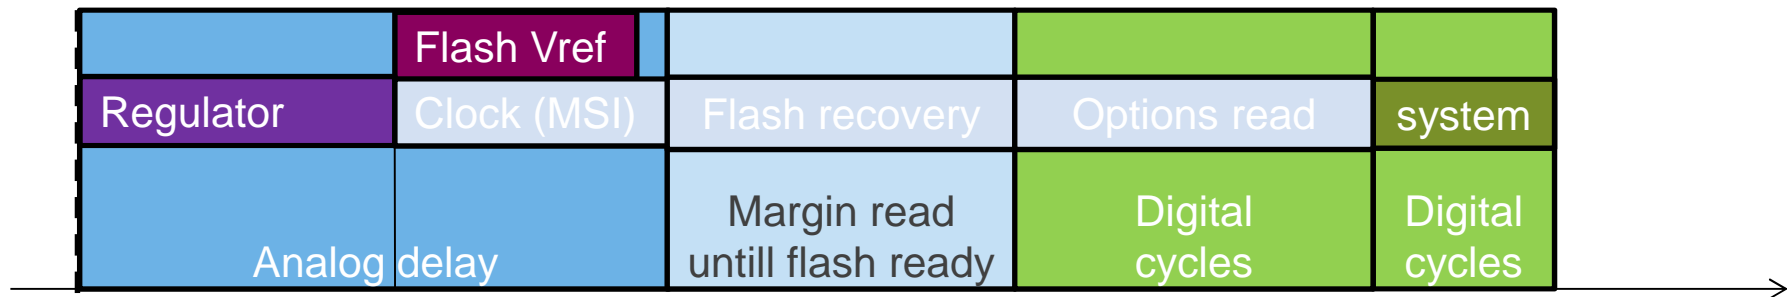 Flash Vref
Regulator
Clock (MSI)
Flash recovery
Options read
system
Analog delay
Margin read
untill flash ready
Digital
cycles
Digital
cycles